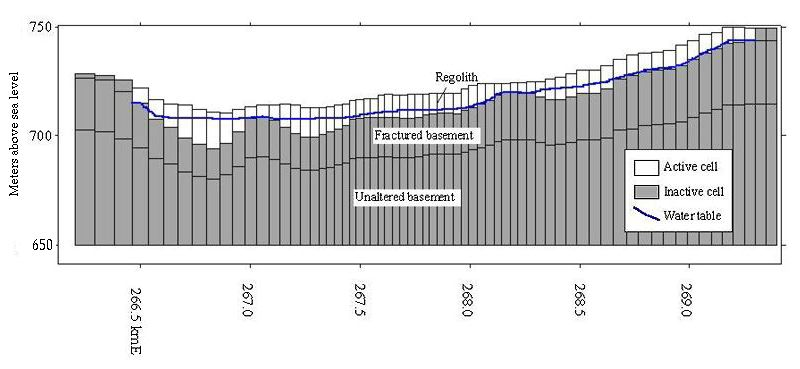 750
Regolith
Meters above sea level
700
Fractured basement
Active cell
Inactive cell
Unaltered basement
Water table
650
266.5 kmE
267.0
267.5
268.0
268.5
269.0